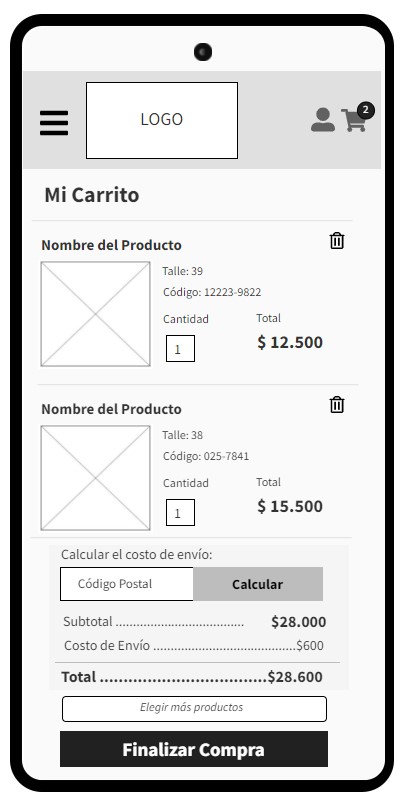 LOGO
2
Mi Carrito
Nombre del Producto
Talle: 39
Código: 12223-9822
Cantidad Total
1 $ 12.500
Nombre del Producto
Talle: 38
Código: 025-7841
Cantidad Total
1 $ 15.500
Calcular el costo de envío:
Código Postal Calcular
Subtotal .................................... $28.000
Costo de Envío ........................................$600
Total ..................................$28.600
Elegir más productos
Finalizar Compra